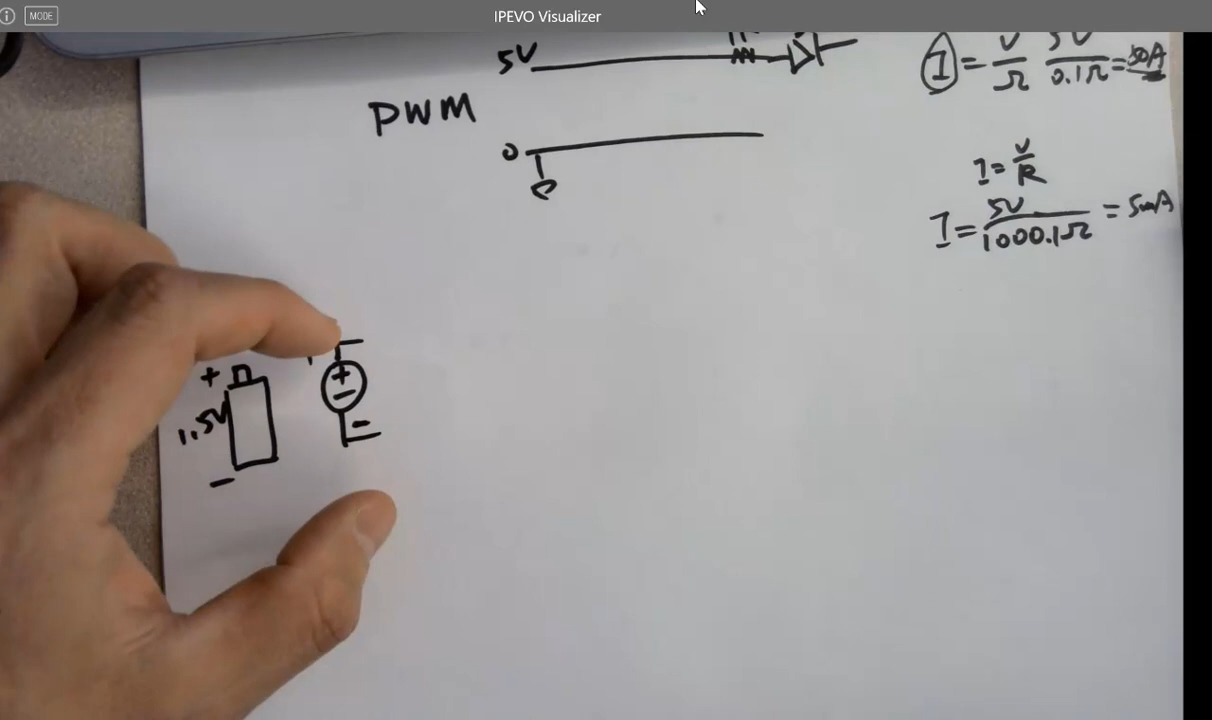 MODE
IPEVO Visualizer
5V
I = V/Ω 5V/0.1Ω = 50A
PWM
0
I = V/R
I = 5V/1000.1Ω = 5mA
+
1.5V
-
+
-
-